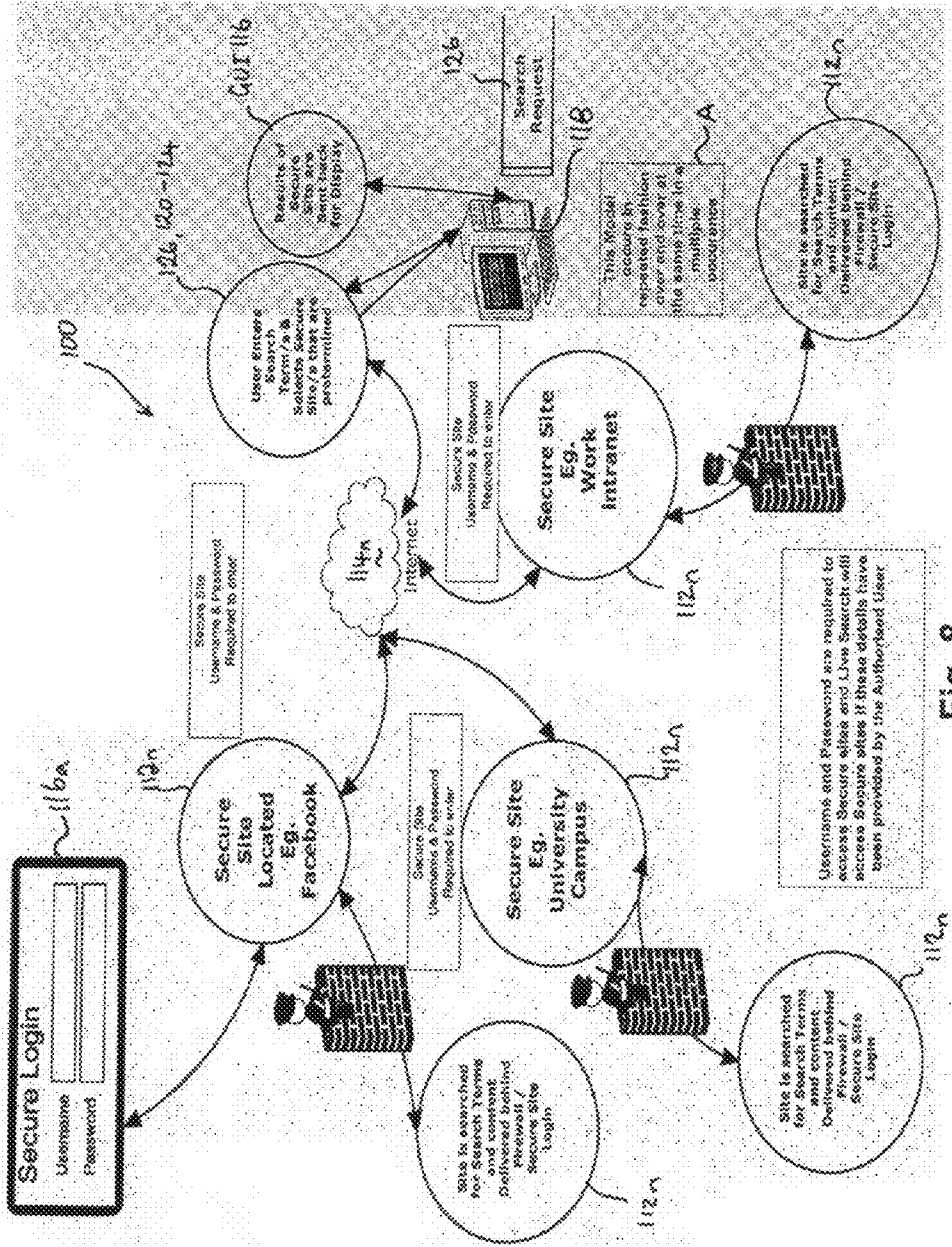 Secure Login
Username
Password
116A
112n
Secure
Site
Located
Eg.
Facebook
Secure Site
Username & Password
Required to enter
100
126, 120-124
User Enters
Search
Term/s &
Selects Secure
Site/s that are
GUI 116
Results of
Secure
Site are
Sent back
for Display
126
Search
Request
118
114n
Internet
Secure Site
Username & Password
Required to enter
Secure Site
Eg.
Work
Intranet
112n
This Model
occurs in
repeated fashion
over and over at
the same time in a
multiple
A
Site is searched
for Search Terms
and content
Delivered behind
Firewall /
Secure Site
Login
112n
Secure Site
Username & Password
Required to enter
Secure Site
Eg.
University
Campus
112n
Site is searched
for Search Terms
and content
Delivered behind
Firewall /
Secure Site
Login
112n
Site is searched
for Search Terms
and content
Delivered behind
Firewall /
Secure Site
Login
112n
Username and Password are required to
access Secure sites and Live Search will
access Secure sites if these details have
been provided by the Authorised User
Fig. 8